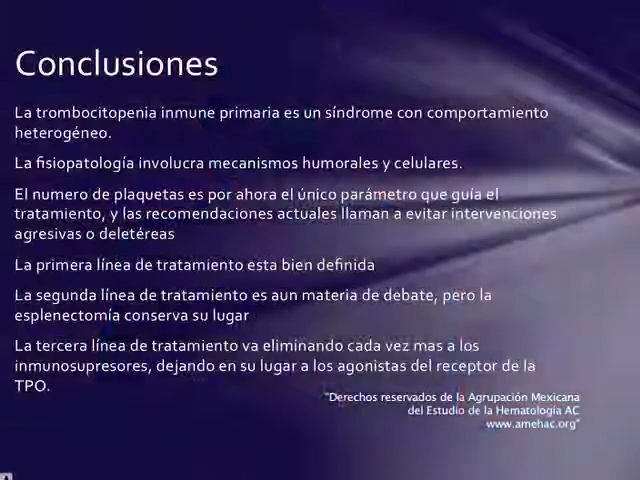 Conclusiones
La trombocitopenia inmune primaria es un síndrome con comportamiento
heterogéneo.
La fisiopatología involucra mecanismos humorales y celulares.
El numero de plaquetas es por ahora el único parámetro que guía el
tratamiento, y las recomendaciones actuales llaman a evitar intervenciones
agresivas o deletéreas
La primera línea de tratamiento esta bien definida
La segunda línea de tratamiento es aun materia de debate, pero la
esplenectomía conserva su lugar
La tercera línea de tratamiento va eliminando cada vez mas a los
inmunosupresores, dejando en su lugar a los agonistas del receptor de la
TPO.
"Derechos reservados de la Agrupación Mexicana
del Estudio de la Hematología AC
www.amehac.org"